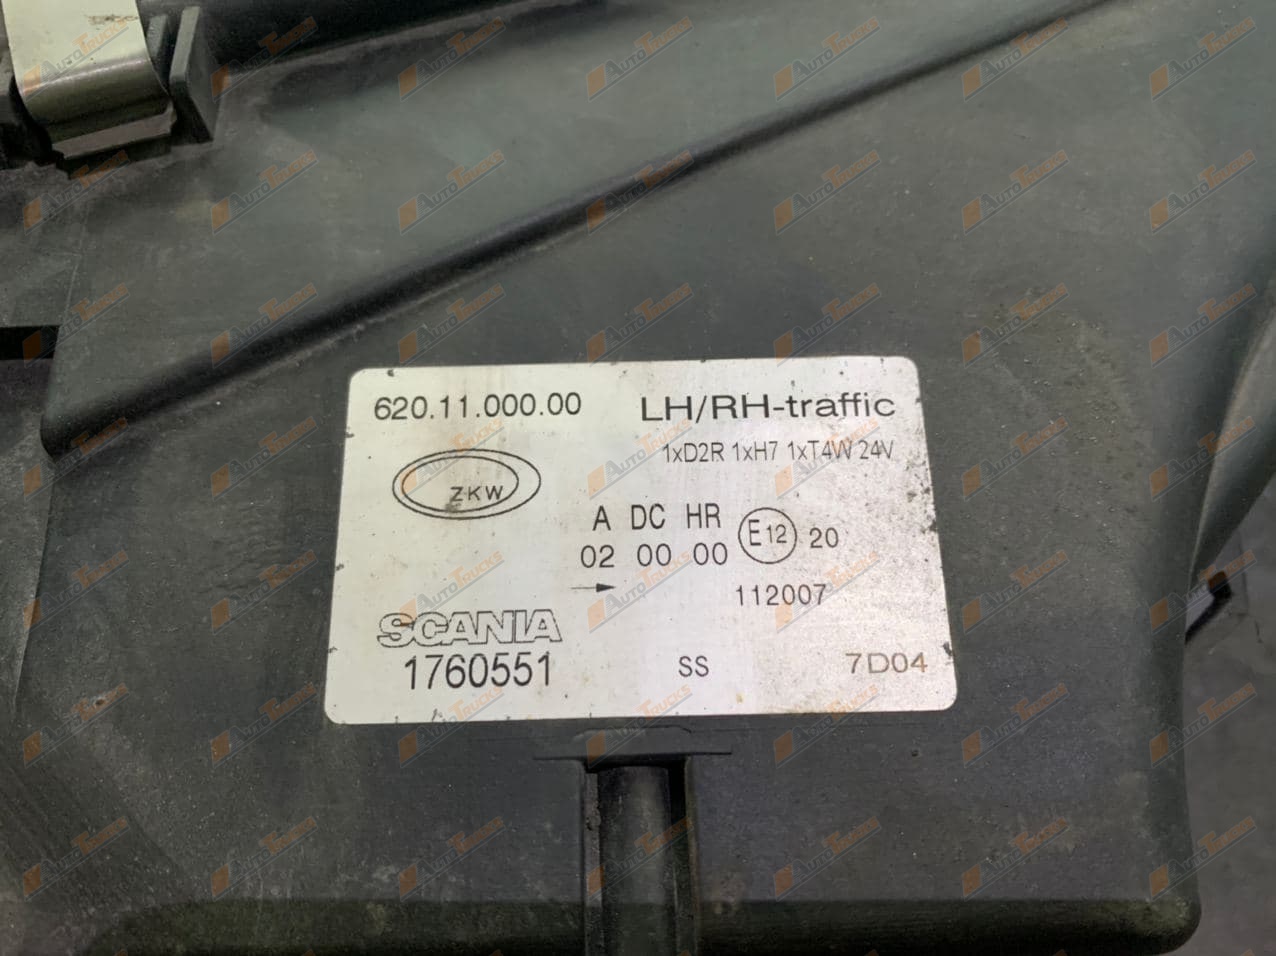 620.11.000.00 LH/RH-traffic
1xD2R 1xH7 1xT4W 24V
ZKW
A DC HR
02 00 00 E12 20
112007
SCANIA
1760551 SS 7D04
AUTOTRUCKS